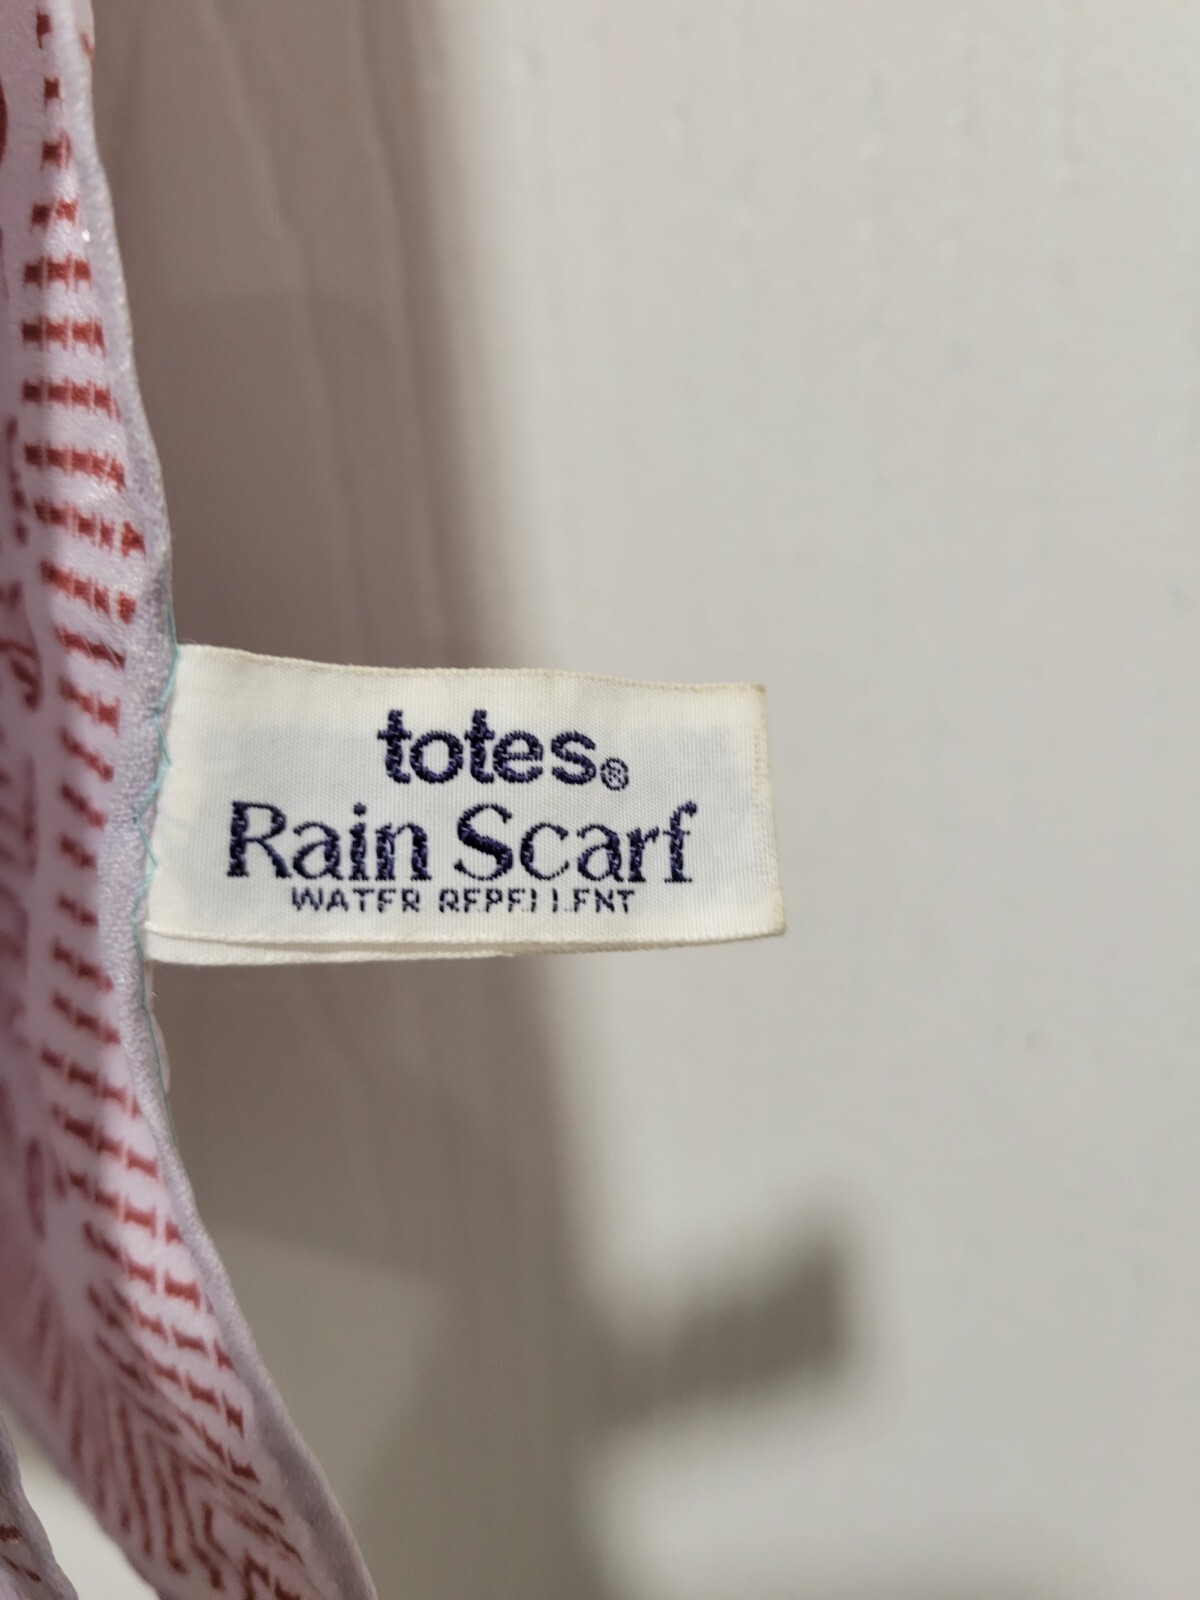 totes®
Rain Scarf
WATER REPELLENT